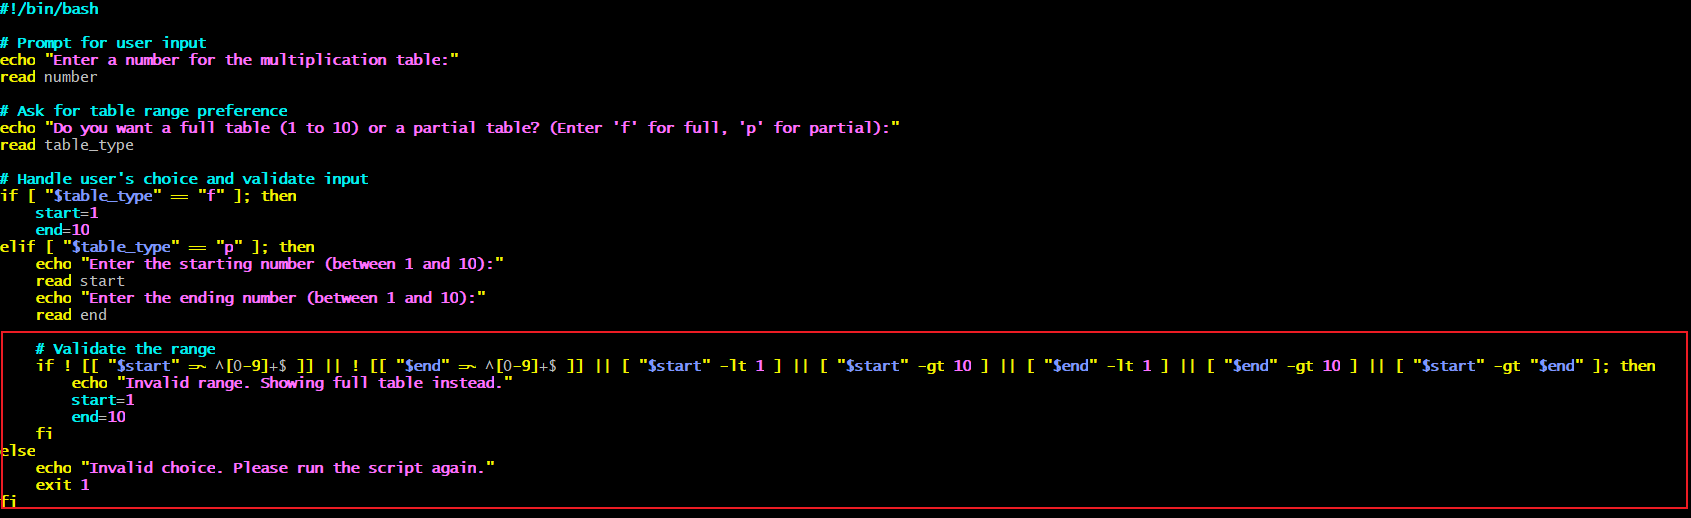 #!/bin/bash

# Prompt for user input
echo "Enter a number for the multiplication table:"
read number

# Ask for table range preference
echo "Do you want a full table (1 to 10) or a partial table? (Enter 'f' for full, 'p' for partial):"
read table_type

# Handle user's choice and validate input
if [ "$table_type" == "f" ]; then
    start=1
    end=10
elif [ "$table_type" == "p" ]; then
    echo "Enter the starting number (between 1 and 10):"
    read start
    echo "Enter the ending number (between 1 and 10):"
    read end

    # Validate the range
    if ! [[ "$start" =~ ^[0-9]+$ ]] || ! [[ "$end" =~ ^[0-9]+$ ]] || [ "$start" -lt 1 ] || [ "$start" -gt 10 ] || [ "$end" -lt 1 ] || [ "$end" -gt 10 ] || [ "$start" -gt "$end" ]; then
        echo "Invalid range. Showing full table instead."
        start=1
        end=10
    fi
else
    echo "Invalid choice. Please run the script again."
    exit 1
fi